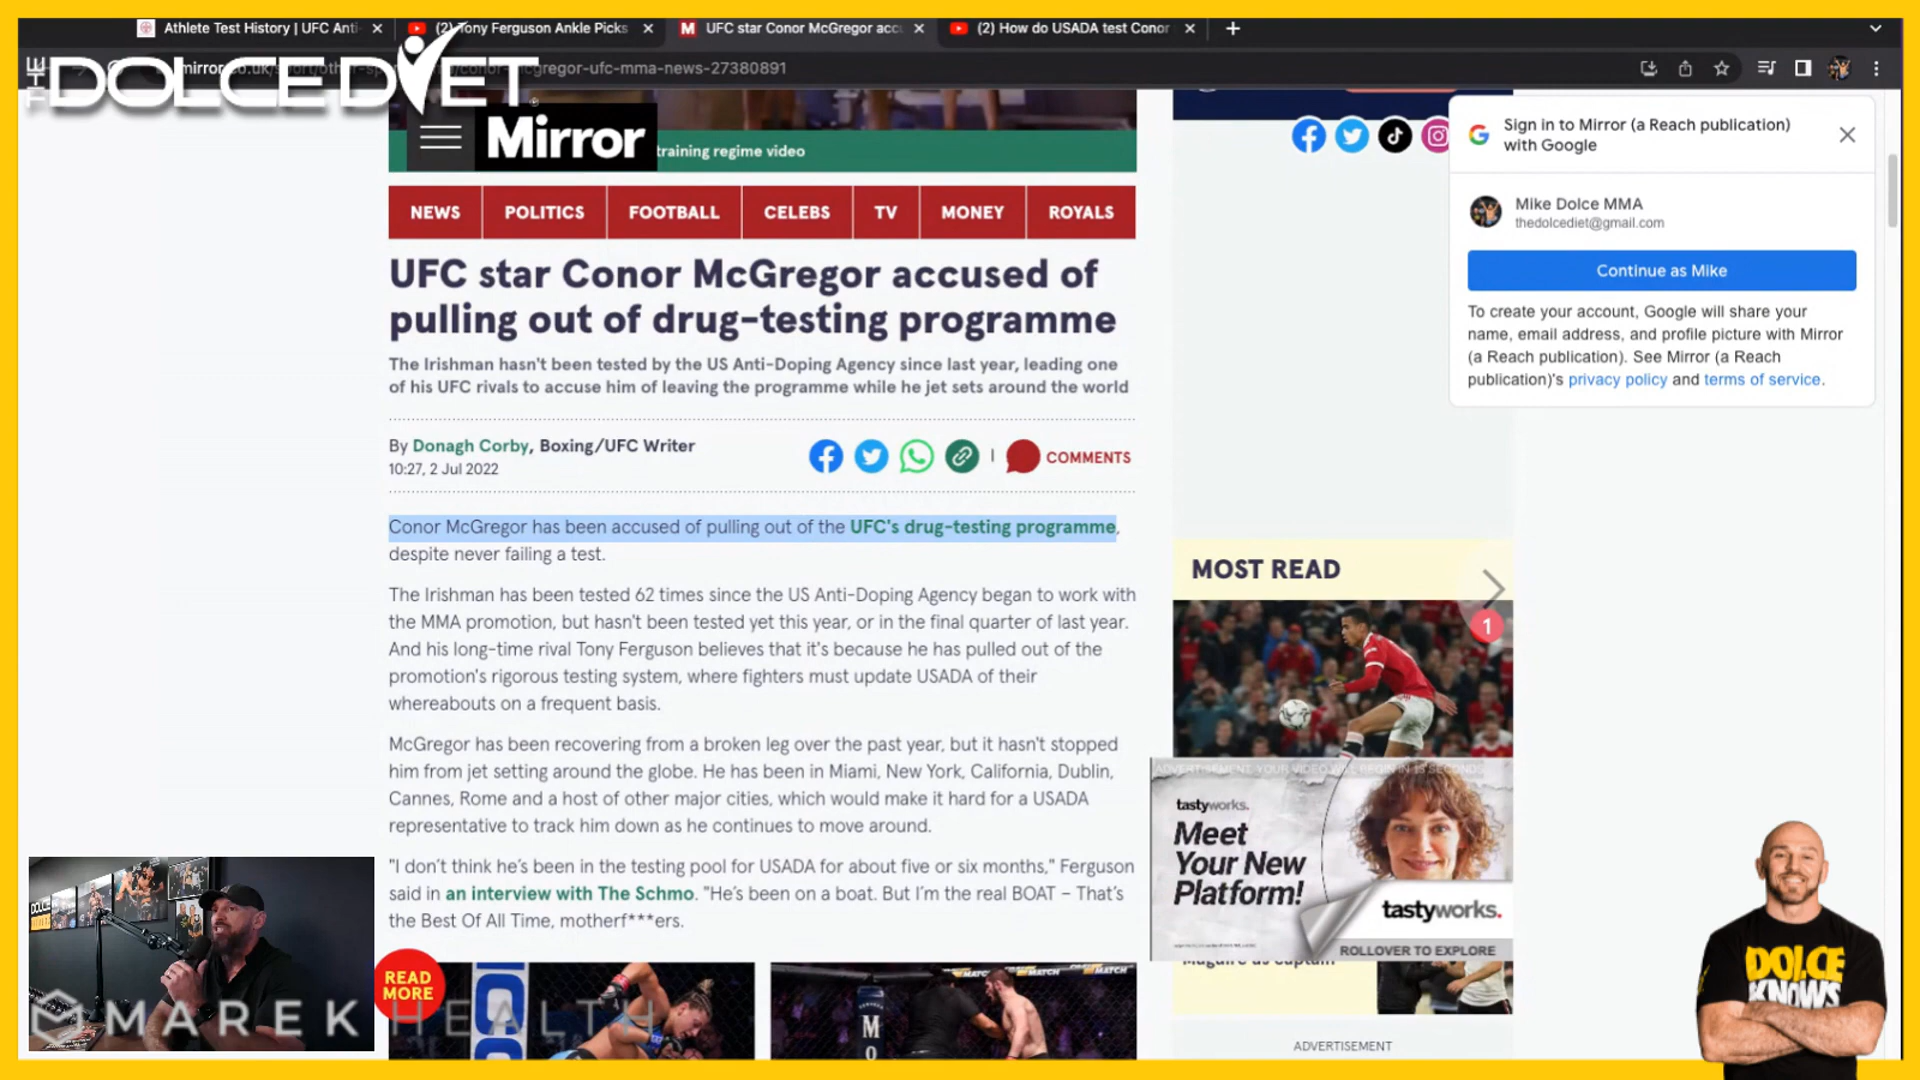 Athlete Test History | UFC Anti-
(2) Tony Ferguson Ankle Picks
UFC star Conor McGregor acc
(2) How do USADA test Conor
THE DOLCE DIET
mcgregor-ufc-mma-news-27380891
Mirror
training regime video
NEWS
POLITICS
FOOTBALL
CELEBS
TV
MONEY
ROYALS
UFC star Conor McGregor accused of
pulling out of drug-testing programme
The Irishman hasn't been tested by the US Anti-Doping Agency since last year, leading one
of his UFC rivals to accuse him of leaving the programme while he jet sets around the world
By Donagh Corby, Boxing/UFC Writer
10:27, 2 Jul 2022
COMMENTS
Conor McGregor has been accused of pulling out of the UFC's drug-testing programme,
despite never failing a test.
The Irishman has been tested 62 times since the US Anti-Doping Agency began to work with
the MMA promotion, but hasn't been tested yet this year, or in the final quarter of last year.
And his long-time rival Tony Ferguson believes that it's because he has pulled out of the
promotion's rigorous testing system, where fighters must update USADA of their
whereabouts on a frequent basis.
McGregor has been recovering from a broken leg over the past year, but it hasn't stopped
him from jet setting around the globe. He has been in Miami, New York, California, Dublin,
Cannes, Rome and a host of other major cities, which would make it hard for a USADA
representative to track him down as he continues to move around.
"I don't think he's been in the testing pool for USADA for about five or six months," Ferguson
said in an interview with The Schmo. "He's been on a boat. But I'm the real BOAT – That's
the Best Of All Time, motherf***ers.
READ
MORE
MAREK HEALTH
Sign in to Mirror (a Reach publication)
with Google
Mike Dolce MMA
thedolcediet@gmail.com
Continue as Mike
To create your account, Google will share your
name, email address, and profile picture with Mirror
(a Reach publication). See Mirror (a Reach
publication)'s privacy policy and terms of service.
MOST READ
1
ADVERTISEMENT: YOUR VIDEO WILL BEGIN IN 15 SECONDS
tastyworks.
Meet
Your New
Platform!
tastyworks.
ROLLOVER TO EXPLORE
Maguire as captain
ADVERTISEMENT
DOLCE
KNOWS